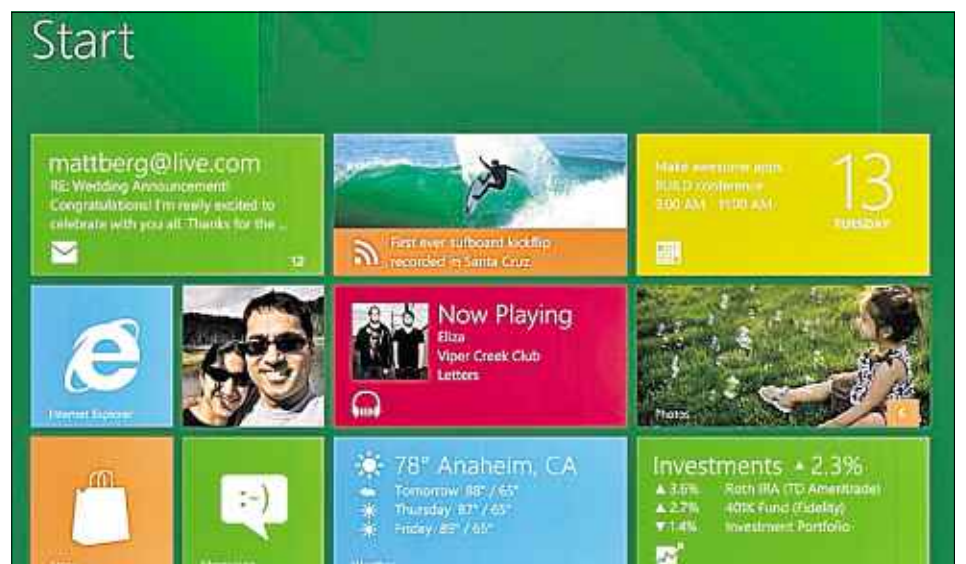 Start
mattberg@live.com
RE: Wedding Announcement!
Congratulations! I'm really excited to
celebrate with you all. Thanks for the ...
12
First ever sufboard kickflip
recorded in Santa Cruz
Make awesome apps
BUILD conference
9:00 AM - 11:00 AM
13
TUESDAY
Internet Explorer
Now Playing
Eliza
Viper Creek Club
Letters
Photos
6
:-)
78° Anaheim, CA
Tomorrow 88° / 65°
Thursday 87° / 65°
Friday 89° / 65°
Investments ▲ 2.3%
▲ 3.6% Roth IRA (TD Ameritrade)
▲ 2.7% 401K Fund (Fidelity)
▼ 1.4% Investment Portfolio